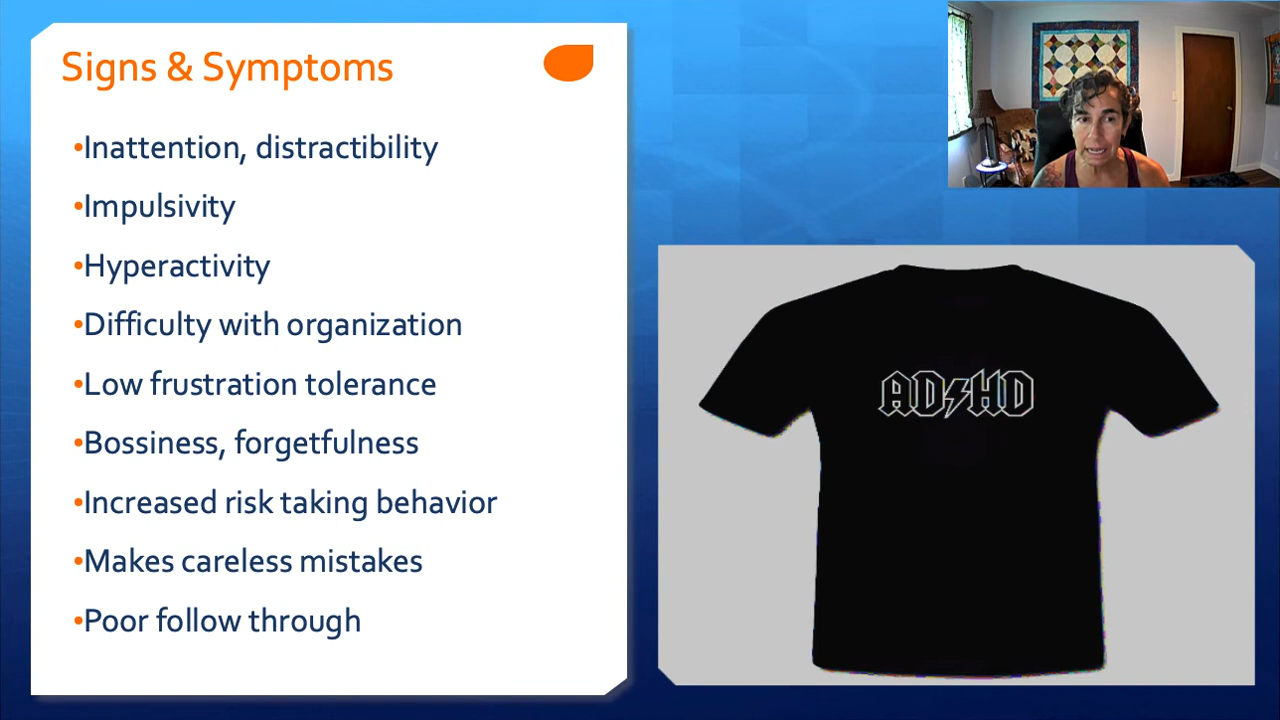 Signs & Symptoms
•Inattention, distractibility
•Impulsivity
•Hyperactivity
•Difficulty with organization
•Low frustration tolerance
•Bossiness, forgetfulness
•Increased risk taking behavior
•Makes careless mistakes
•Poor follow through
AD⚡HD